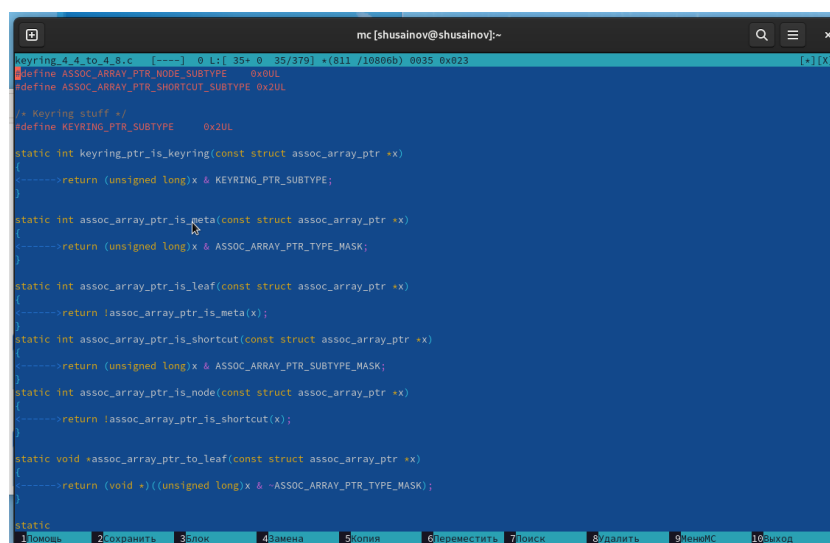 mc [shusainov@shusainov]:~
keyring_4_4_to_4_8.c   [----]  0 L:[ 35+ 0  35/379] *(811 /10806b) 0035 0x023   [*][X
#define ASSOC_ARRAY_PTR_NODE_SUBTYPE    0x0UL
#define ASSOC_ARRAY_PTR_SHORTCUT_SUBTYPE 0x2UL
/* Keyring stuff */
#define KEYRING_PTR_SUBTYPE     0x2UL
static int keyring_ptr_is_keyring(const struct assoc_array_ptr *x)
{
<------>return (unsigned long)x & KEYRING_PTR_SUBTYPE;
}
static int assoc_array_ptr_is_meta(const struct assoc_array_ptr *x)
{
<------>return (unsigned long)x & ASSOC_ARRAY_PTR_TYPE_MASK;
}
static int assoc_array_ptr_is_leaf(const struct assoc_array_ptr *x)
{
<------>return !assoc_array_ptr_is_meta(x);
}
static int assoc_array_ptr_is_shortcut(const struct assoc_array_ptr *x)
{
<------>return (unsigned long)x & ASSOC_ARRAY_PTR_SUBTYPE_MASK;
}
static int assoc_array_ptr_is_node(const struct assoc_array_ptr *x)
{
<------>return !assoc_array_ptr_is_shortcut(x);
}
static void *assoc_array_ptr_to_leaf(const struct assoc_array_ptr *x)
{
<------>return (void *)((unsigned long)x & ~ASSOC_ARRAY_PTR_TYPE_MASK);
}
static
1Помощь 2Сохранить 3Блок 4Замена 5Копия 6Переместить 7Поиск 8Удалить 9МенюМС 10Выход